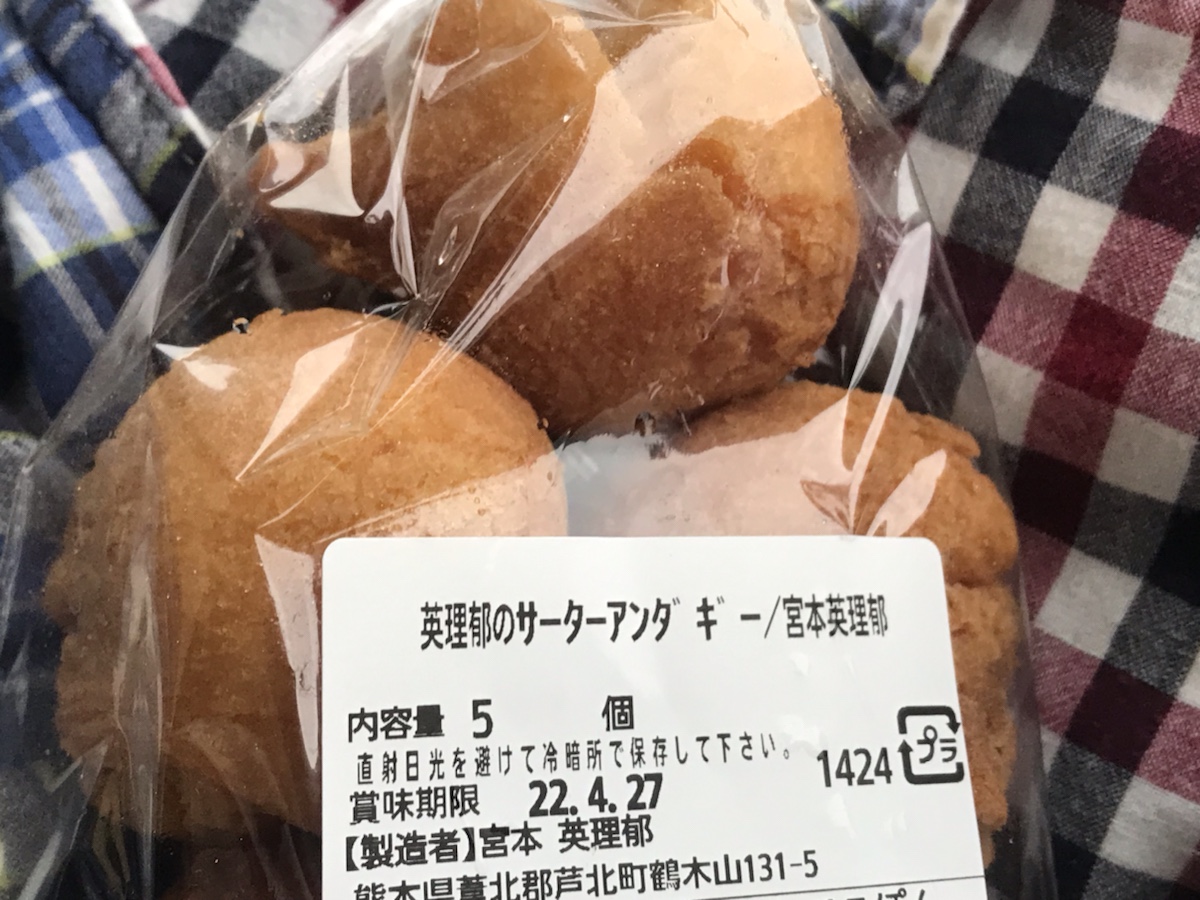 英理郁のサーターアンダギー/宮本英理郁
内容量 5 個
直射日光を避けて冷暗所で保存して下さい。
1424 プラ
賞味期限 22.4.27
【製造者】宮本 英理郁
熊本県葦北郡芦北町鶴木山131-5